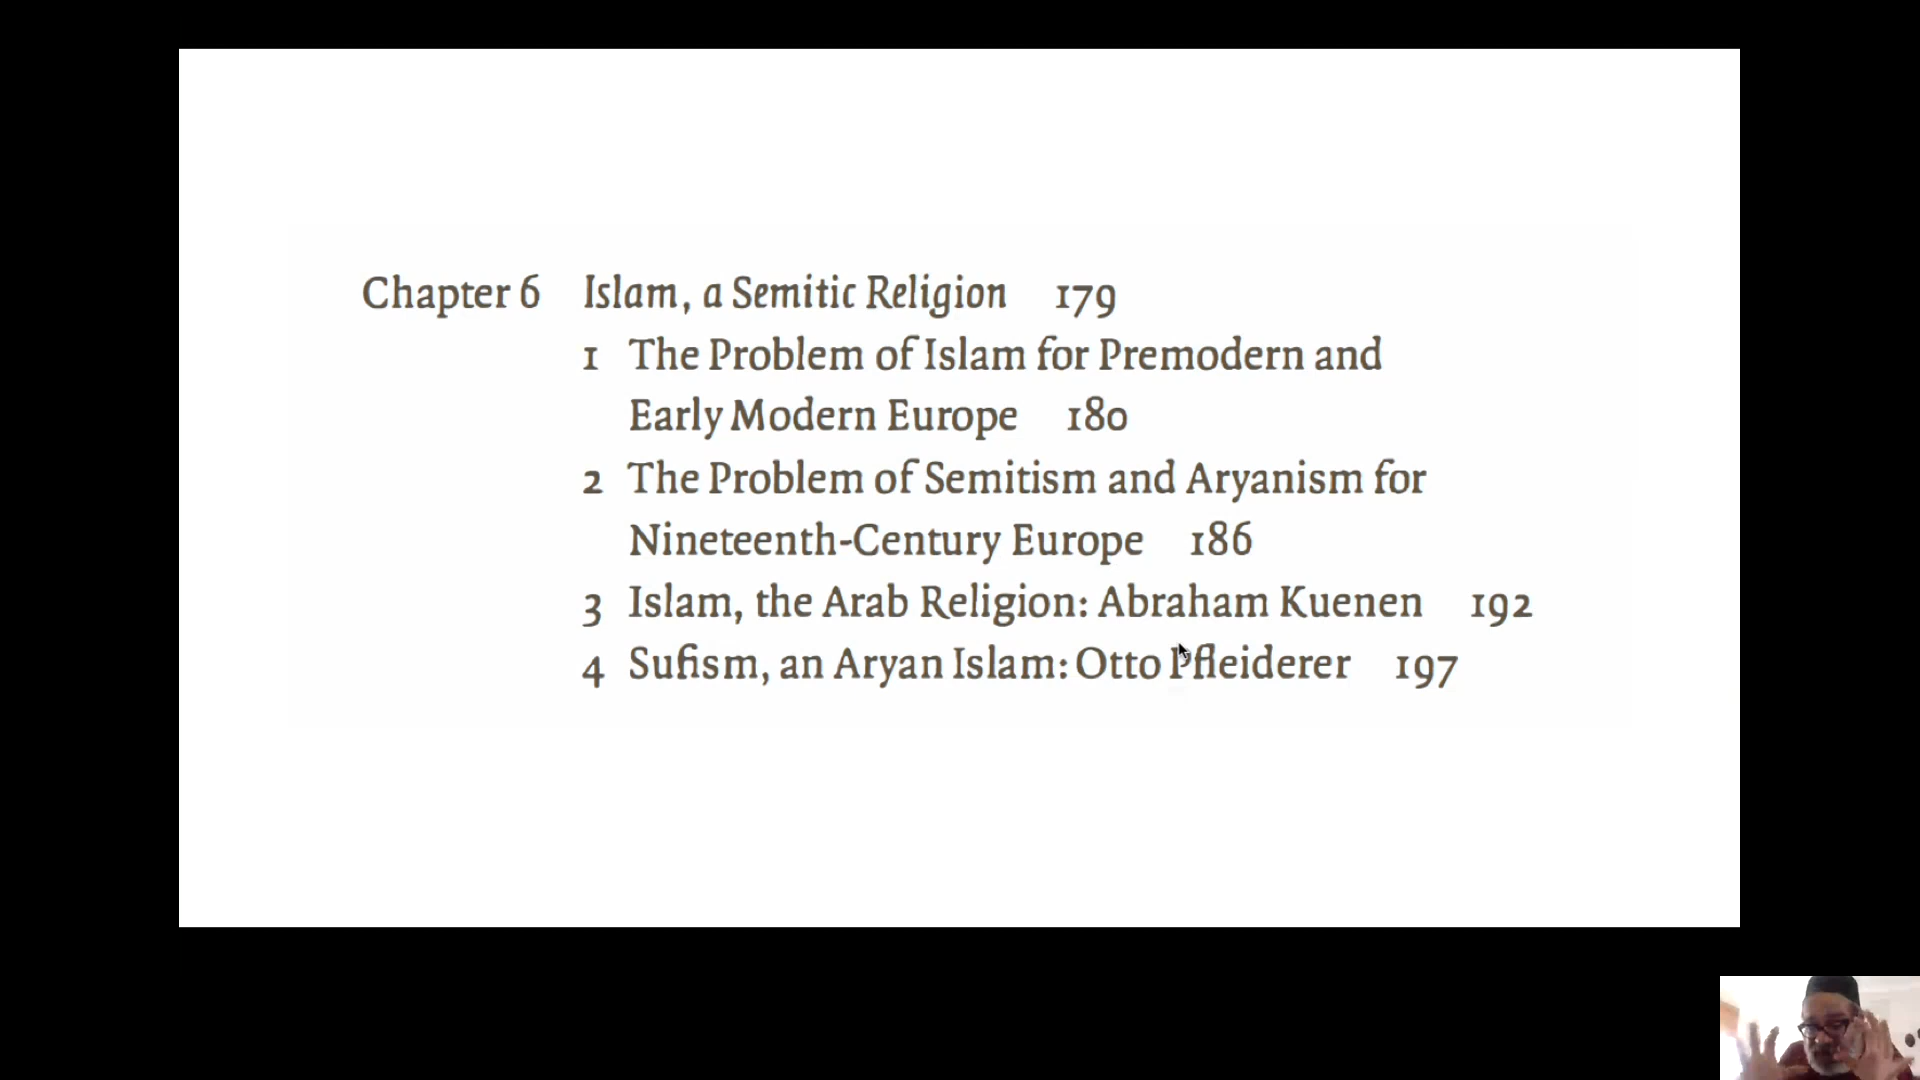 Chapter 6 Islam, a Semitic Religion 179
1 The Problem of Islam for Premodern and
Early Modern Europe 180
2 The Problem of Semitism and Aryanism for
Nineteenth-Century Europe 186
3 Islam, the Arab Religion: Abraham Kuenen 192
4 Sufism, an Aryan Islam: Otto Pfleiderer 197